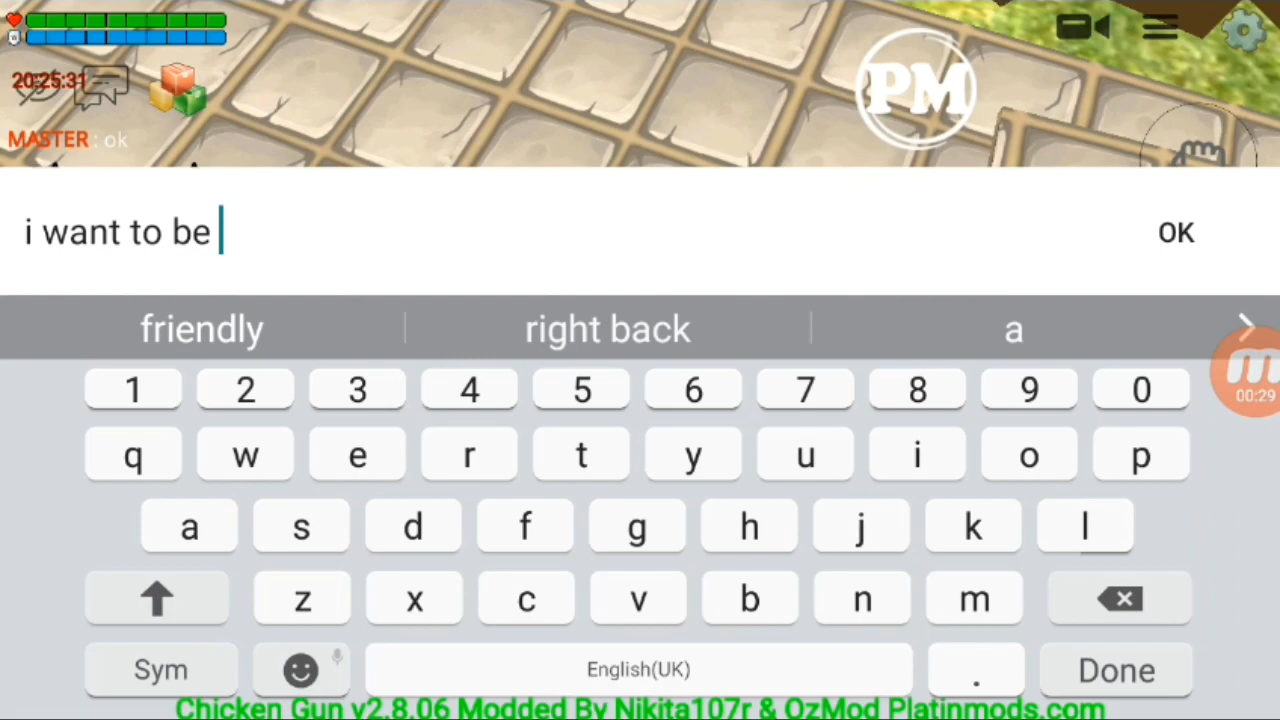 20:25:31
PM
MASTER : ok
i want to be
OK
friendly
right back
a
1 2 3 4 5 6 7 8 9 0
00:29
q w e r t y u i o p
a s d f g h j k l
z x c v b n m
Sym
English(UK)
.
Done
Chicken Gun v2.8.06 Modded By Nikita107r & OzMod Platinmods.com